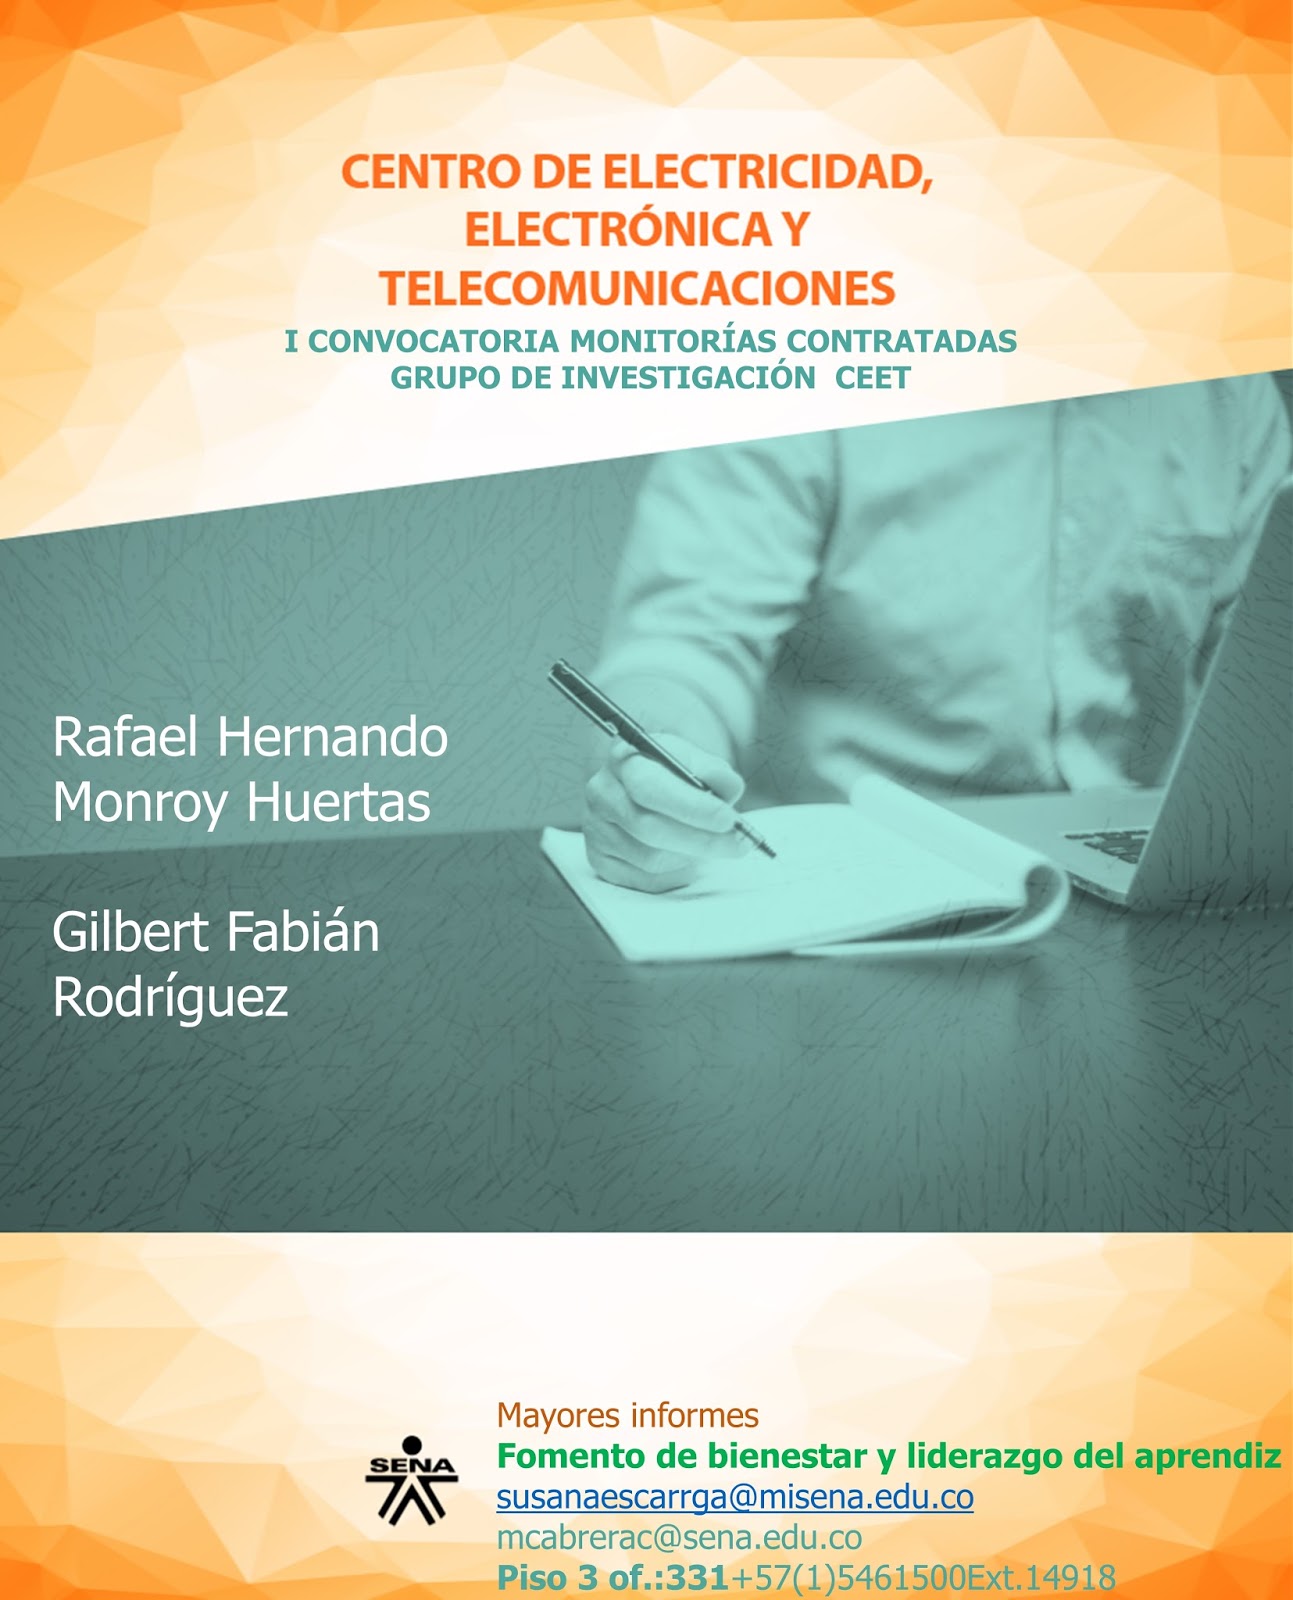 CENTRO DE ELECTRICIDAD,
ELECTRÓNICA Y
TELECOMUNICACIONES
I CONVOCATORIA MONITORÍAS CONTRATADAS
GRUPO DE INVESTIGACIÓN CEET
Rafael Hernando
Monroy Huertas
Gilbert Fabián
Rodríguez
SENA
Mayores informes
Fomento de bienestar y liderazgo del aprendiz
susanaescarrga@misena.edu.co
mcabrerac@sena.edu.co
Piso 3 of.:331+57(1)5461500Ext.14918